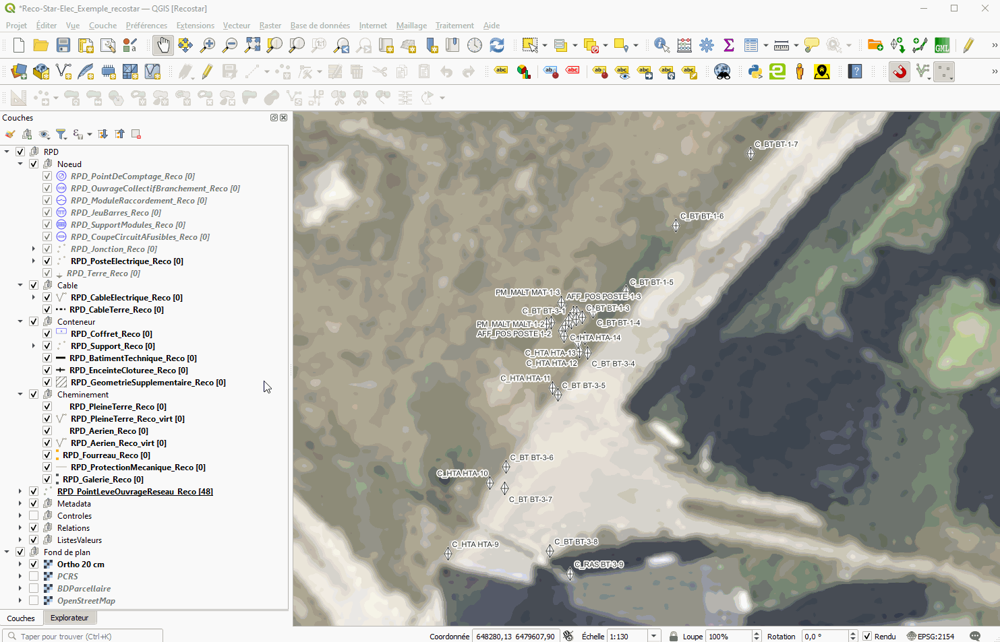 *Reco-Star-Elec_Exemple_recostar — QGIS [Recostar]
Projet Éditer Vue Couche Préférences Extensions Vecteur Raster Base de données Internet Maillage Traitement Aide
Couches
RPD
Noeud
RPD_PointDeComptage_Reco [0]
RPD_OuvrageCollectifBranchement_Reco [0]
RPD_ModuleRaccordement_Reco [0]
RPD_JeuBarres_Reco [0]
RPD_SupportModules_Reco [0]
RPD_CoupeCircuitAFusibles_Reco [0]
RPD_Jonction_Reco [0]
RPD_PosteElectrique_Reco [0]
RPD_Terre_Reco [0]
Cable
RPD_CableElectrique_Reco [0]
RPD_CableTerre_Reco [0]
Conteneur
RPD_Coffret_Reco [0]
RPD_Support_Reco [0]
RPD_BatimentTechnique_Reco [0]
RPD_EnceinteCloturee_Reco [0]
RPD_GeometrieSupplementaire_Reco [0]
Cheminement
RPD_PleineTerre_Reco [0]
RPD_PleineTerre_Reco_virt [0]
RPD_Aerien_Reco [0]
RPD_Aerien_Reco_virt [0]
RPD_Fourreau_Reco [0]
RPD_ProtectionMecanique_Reco [0]
RPD_Galerie_Reco [0]
RPD_PointLeveOuvrageReseau_Reco [48]
Metadata
Controles
Relations
ListesValeurs
Fond de plan
Ortho 20 cm
PCRS
BDParcellaire
OpenStreetMap
Couches Explorateur
C_BT BT-1-7
C_BT BT-1-6
C_BT BT-1-5
PM_MALT MAT-1-3
AFF_POS POSTE-1-3
C_BT BT-3-1
C_BT BT-1-3
PM_MALT MALT-1-2
C_BT BT-1-4
AFF_POS POSTE 1-2
C_HTA HTA-14
C_HTA HTA-13
C_HTA HTA-12
C_BT BT-3-4
C_HTA HTA-11
C_BT BT-3-5
C_BT BT-3-6
C_HTA HTA-10
C_BT BT-3-7
C_HTA HTA-9
C_BT BT-3-8
C_RAS BT-3-9
Taper pour trouver (Ctrl+K)
Coordonnée 648280,13 6479607,90 Échelle 1:130 Loupe 100% Rotation 0,0 ° Rendu EPSG:2154